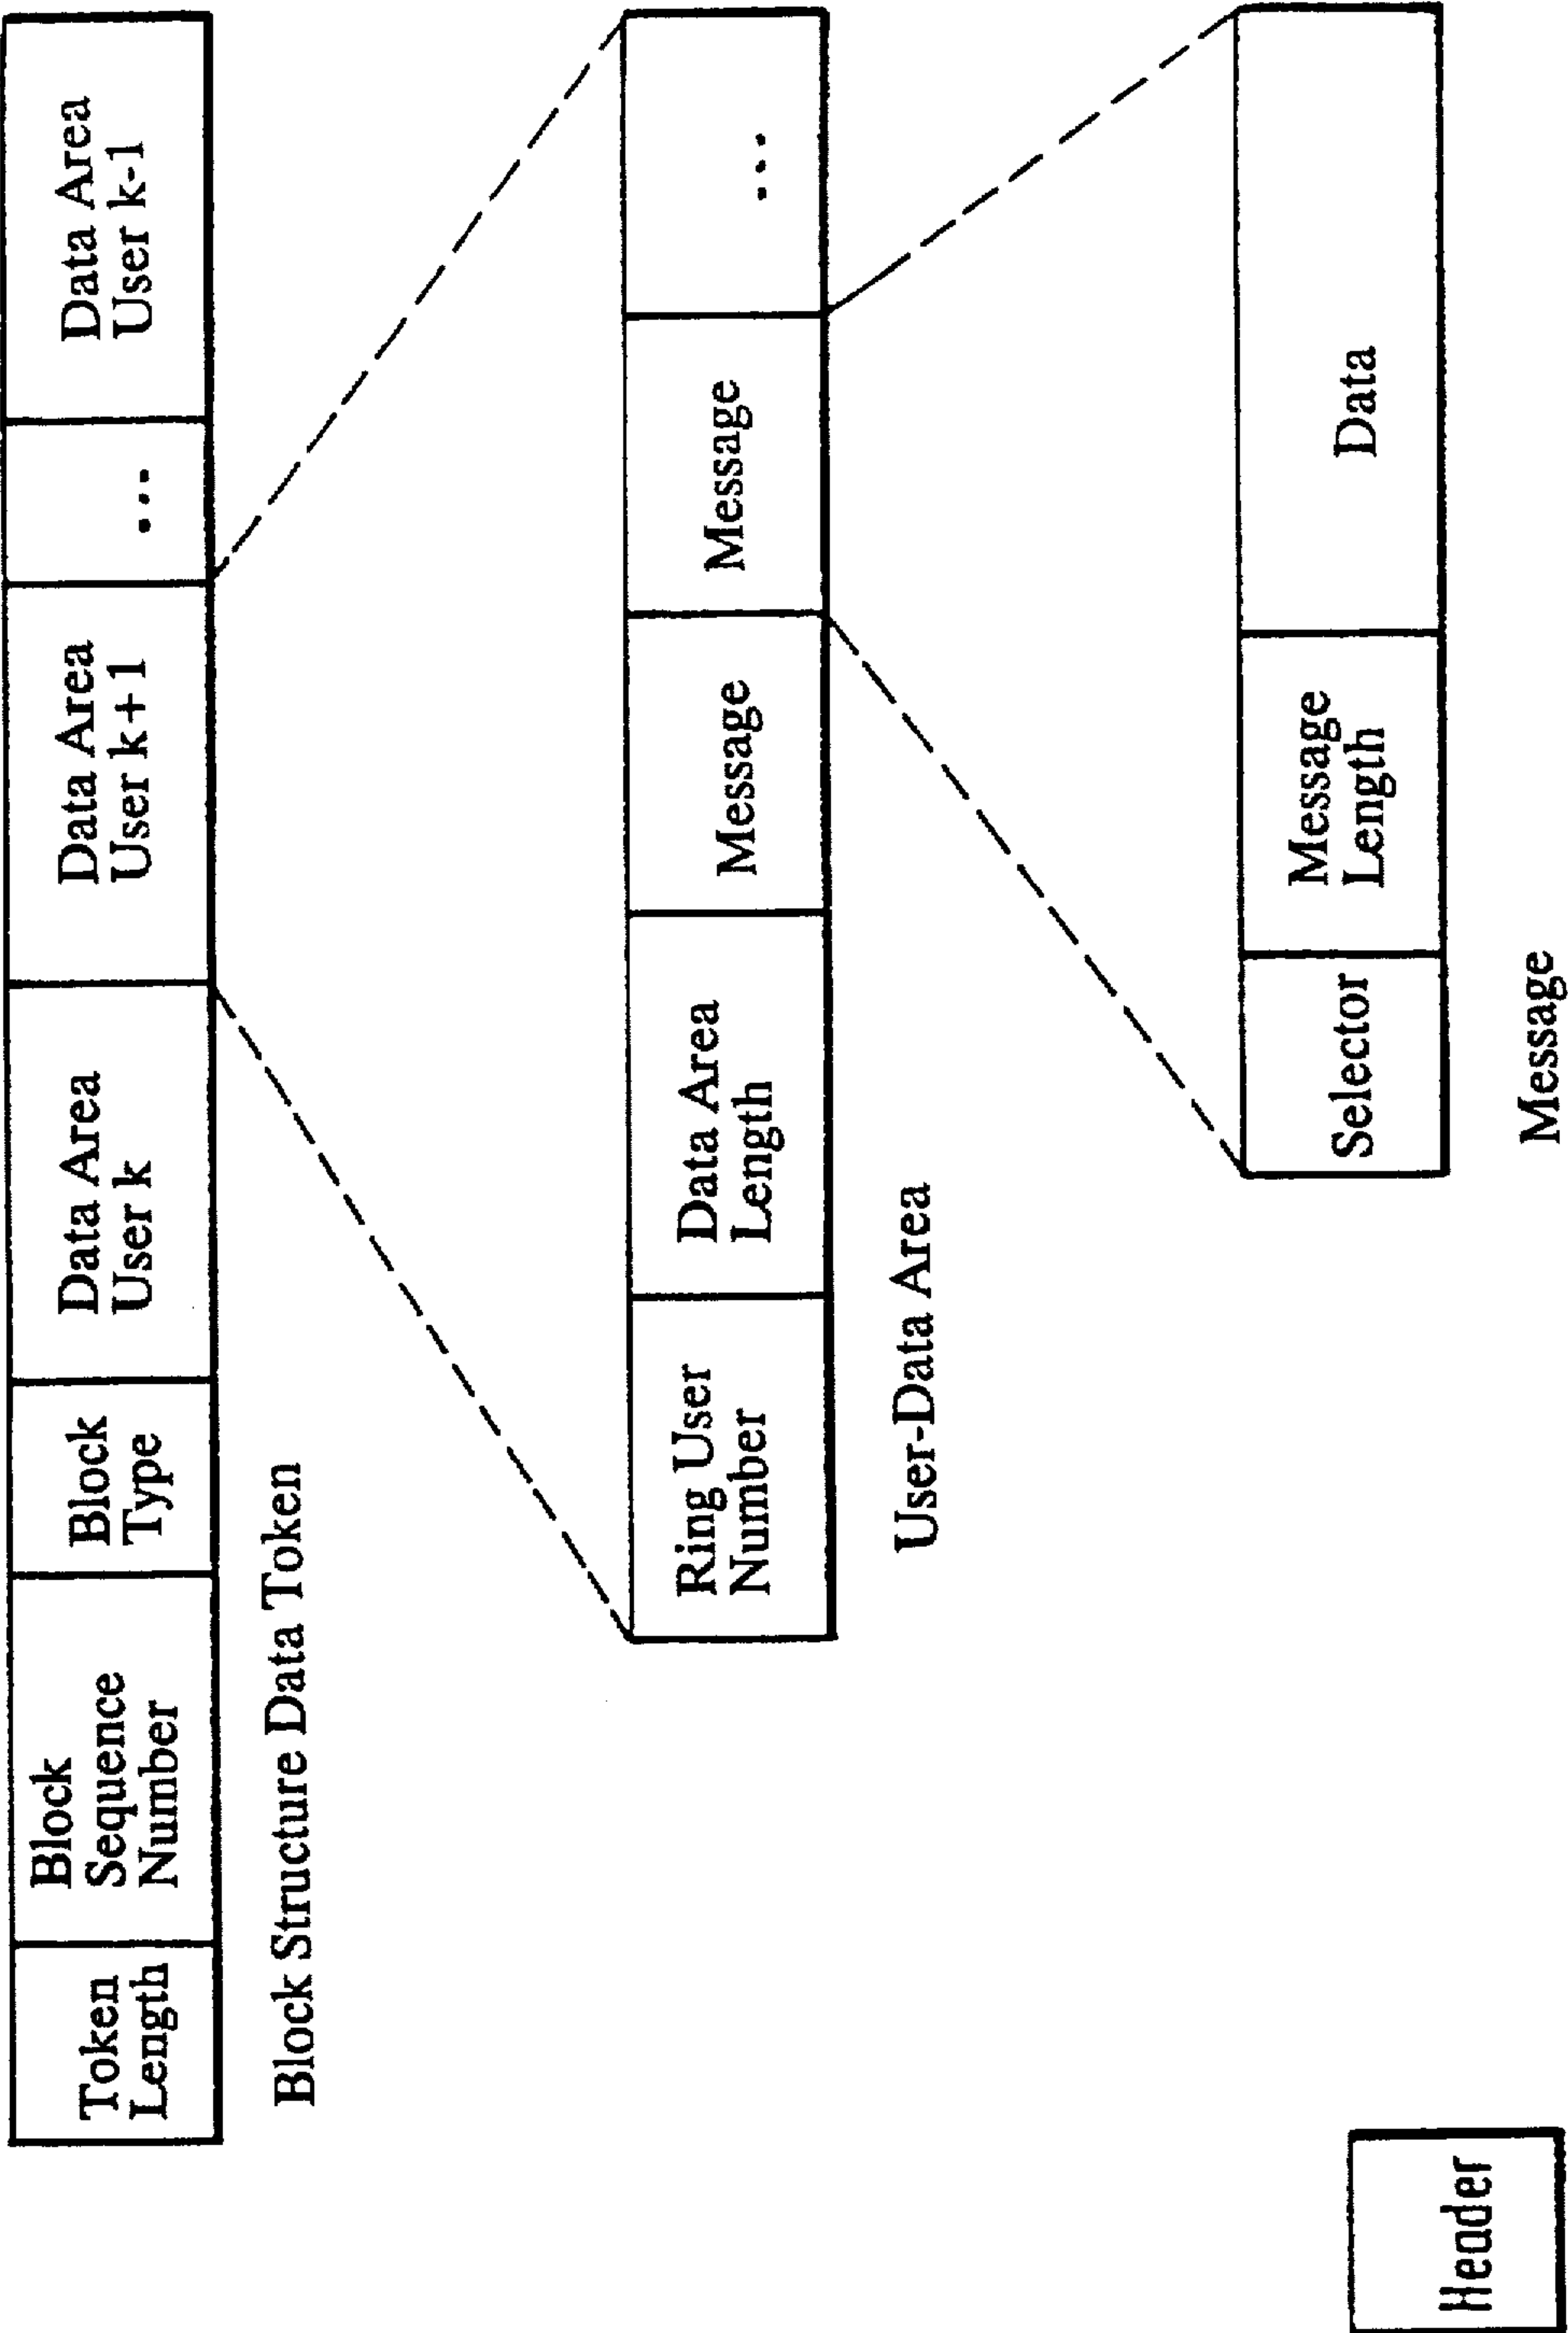 Token
Length
Block
Sequence
Number
Block
Type
Data Area
User k
Data Area
User k+1
...
Data Area
User k-1
Block Structure Data Token
Ring User
Number
Data Area
Length
Message
Message
...
User-Data Area
Selector
Message
Length
Data
Message
Header